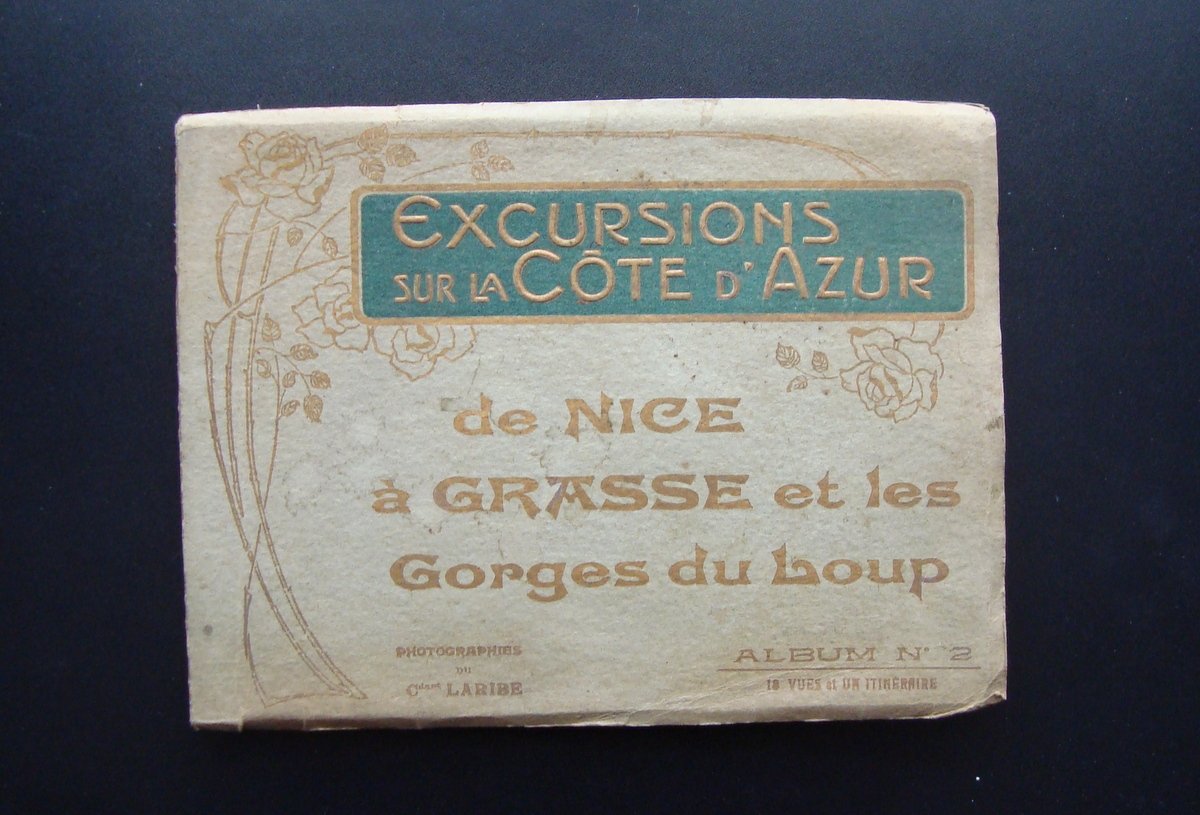 EXCURSIONS
SUR LA CÔTE D'AZUR
de NICE
à GRASSE et les
Gorges du Loup
PHOTOGRAPHIES
DU
Cdant LARIBE
ALBUM N° 2
18 VUES et UN ITINÉRAIRE